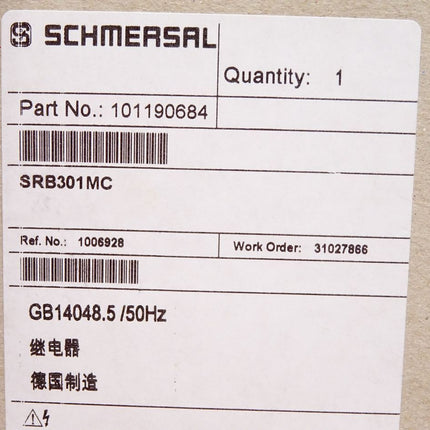 SCHMERSAL
Quantity: 1
Part No.: 101190684
SRB301MC
Ref. No.: 1006928
Work Order: 31027866
GB14048.5 /50Hz
继电器
德国制造